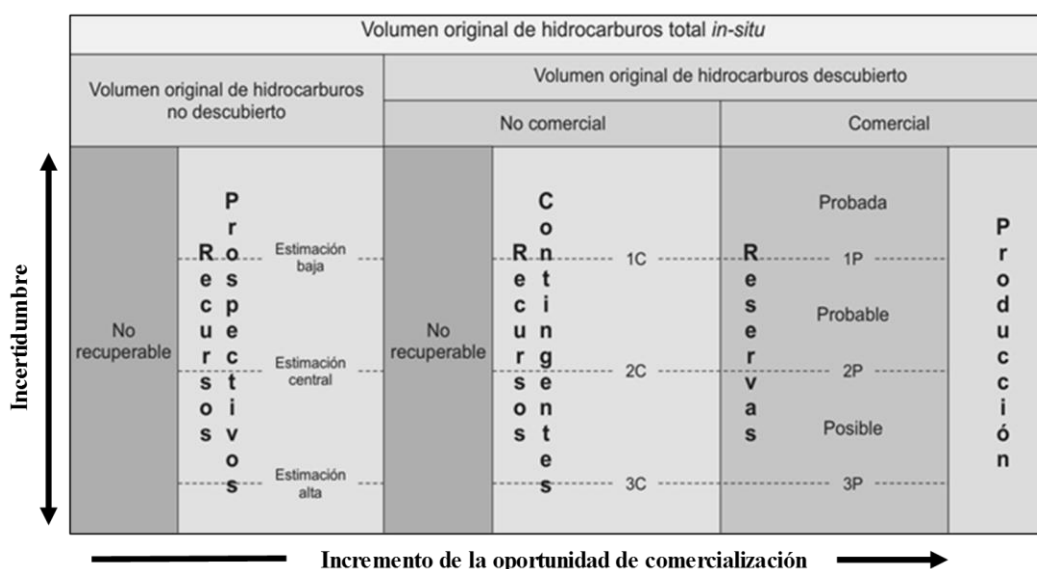 Volumen original de hidrocarburos total in-situ
Volumen original de hidrocarburos
no descubierto
Volumen original de hidrocarburos descubierto
No comercial
Comercial
Incertidumbre
No
recuperable
Recursos
Prospectivos
Estimación
baja
Estimación
central
Estimación
alta
No
recuperable
Recursos
Contingentes
1C
2C
3C
Reservas
Probada
1P
Probable
2P
Posible
3P
Producción
Incremento de la oportunidad de comercialización